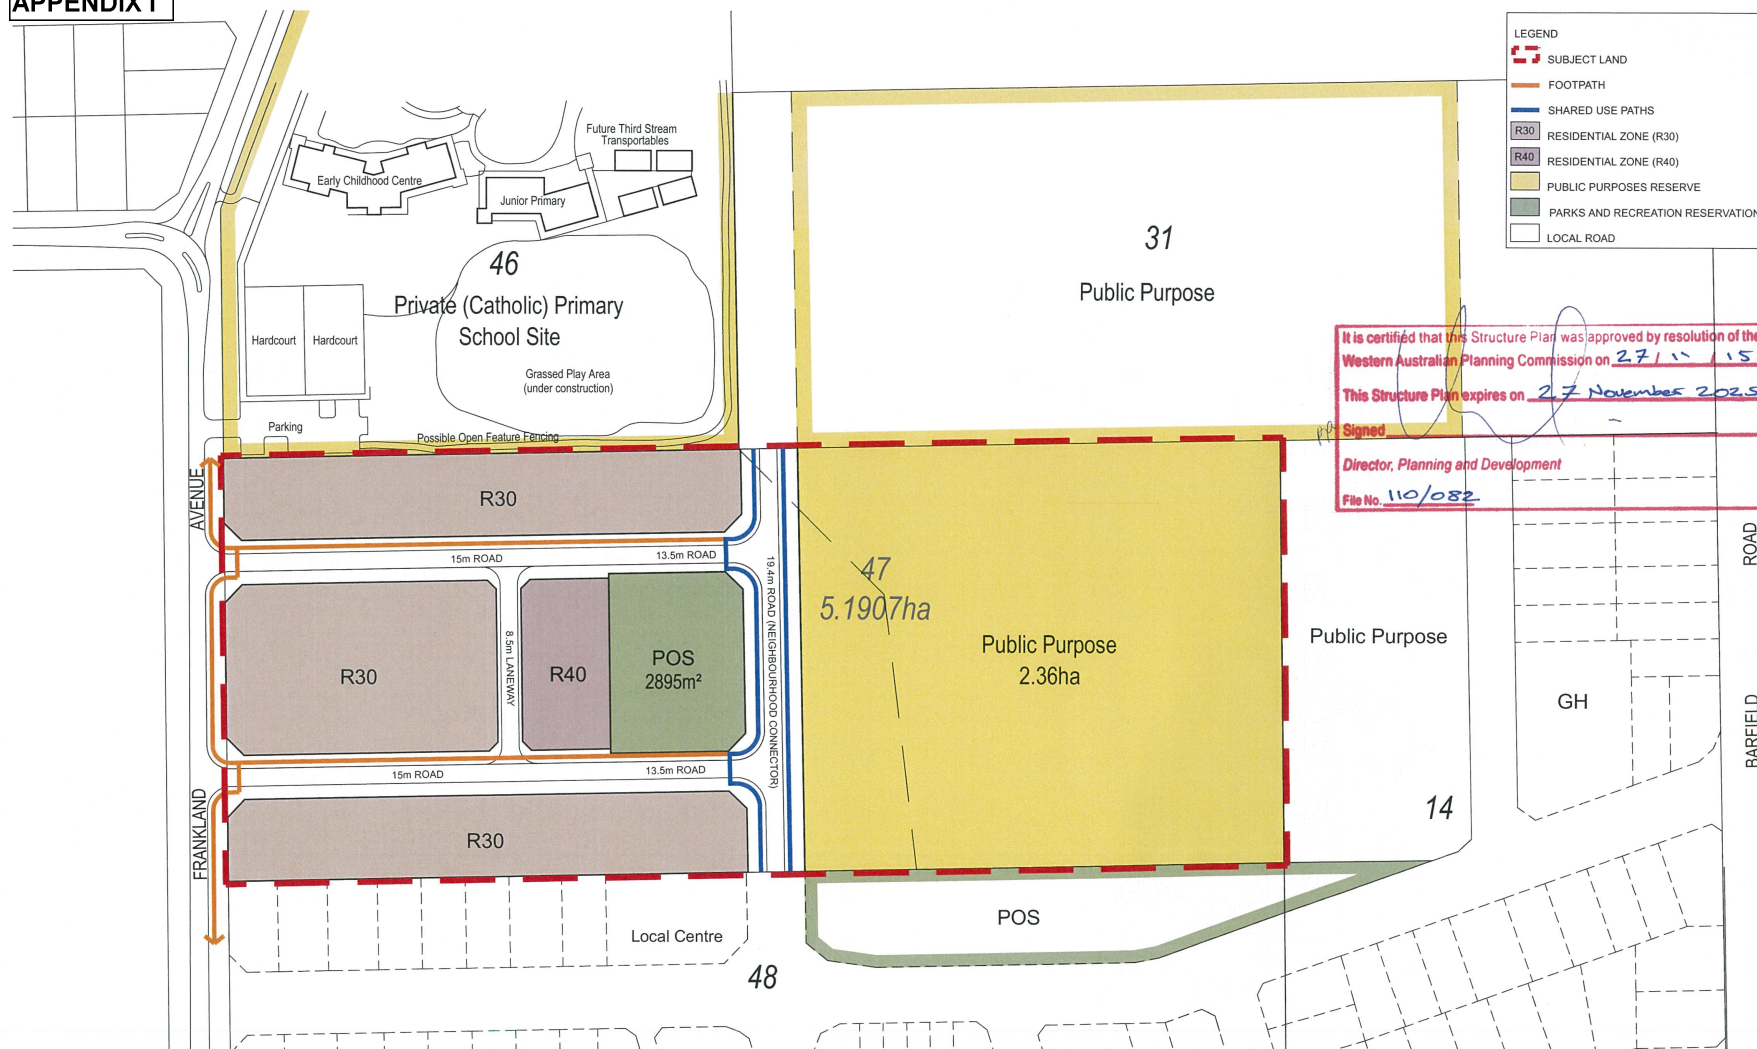 APPENDIX I
LEGEND
SUBJECT LAND
FOOTPATH
SHARED USE PATHS
R30 RESIDENTIAL ZONE (R30)
R40 RESIDENTIAL ZONE (R40)
PUBLIC PURPOSES RESERVE
PARKS AND RECREATION RESERVATION
LOCAL ROAD
Future Third Stream
Transportables
Early Childhood Centre
Junior Primary
46
Private (Catholic) Primary
School Site
Hardcourt
Hardcourt
Grassed Play Area
(under construction)
Parking
Possible Open Feature Fencing
31
Public Purpose
It is certified that this Structure Plan was approved by resolution of the
Western Australian Planning Commission on 27/11/15
This Structure Plan expires on 27 November 2025
Signed
Director, Planning and Development
File No. 110/082
AVENUE
R30
15m ROAD
13.5m ROAD
19.4m ROAD (NEIGHBOURHOOD CONNECTOR)
47
5.1907ha
R30
8.5m LANEWAY
R40
POS
2895m²
Public Purpose
2.36ha
Public Purpose
GH
ROAD
BARFIELD
15m ROAD
13.5m ROAD
FRANKLAND
R30
14
Local Centre
POS
48